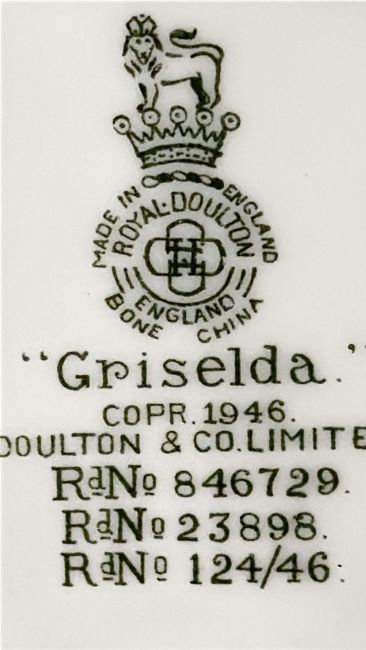 MADE IN ENGLAND
ROYAL·DOULTON
ENGLAND
BONE CHINA
"Griselda."
COPR. 1946.
DOULTON & CO. LIMITE
RdNo 846729.
RdNo 23898.
RdNo 124/46.